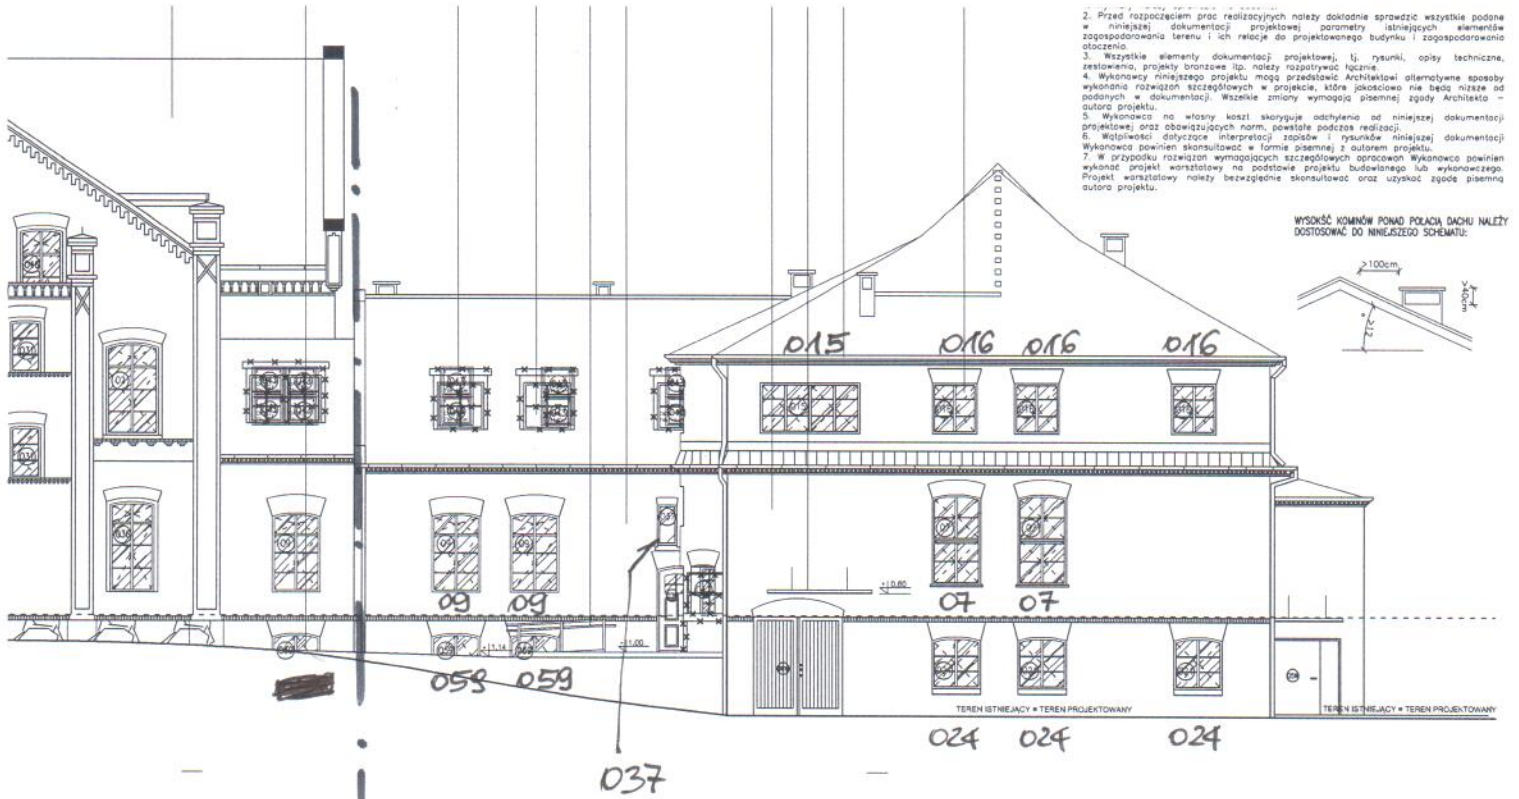 2. Przed rozpoczęciem prac realizacyjnych należy dokładnie sprawdzić wszystkie podane
w niniejszej dokumentacji projektowej parametry istniejących elementów
zagospodarowania terenu i ich relacje do projektowanego budynku i zagospodarowania
otoczenia.
3. Wszystkie elementy dokumentacji projektowej, tj. rysunki, opisy techniczne,
zestawienia, projekty branżowe itp. należy rozpatrywać łącznie.
4. Wykonawcy niniejszego projektu mogą przedstawić Architektowi alternatywne sposoby
wykonania rozwiązań szczegółowych w projekcie, które jakościowo nie będą niższe od
podanych w dokumentacji. Wszelkie zmiany wymagają pisemnej zgody Architekta –
autora projektu.
5. Wykonawca na własny koszt skoryguje odchylenia od niniejszej dokumentacji
projektowej oraz obowiązujących norm, powstałe podczas realizacji.
6. Wątpliwości dotyczące interpretacji zapisów i rysunków niniejszej dokumentacji
Wykonawca powinien skonsultować w formie pisemnej z autorem projektu.
7. W przypadku rozwiązań wymagających szczegółowych opracowań Wykonawca powinien
wykonać projekt warsztatowy na podstawie projektu budowlanego lub wykonawczego.
Projekt warsztatowy należy bezwzględnie skonsultować oraz uzyskać zgodę pisemną
autora projektu.
WYSOKŚĆ KOMINÓW PONAD POŁACIĄ DACHU NALEŻY
DOSTOSOWAĆ DO NINIEJSZEGO SCHEMATU:
>100cm
>40cm
>12°
015 016 016 016
09 09 07 07
059 059
TEREN ISTNIEJĄCY = TEREN PROJEKTOWANY
TEREN ISTNIEJĄCY = TEREN PROJEKTOWANY
024 024 024
037